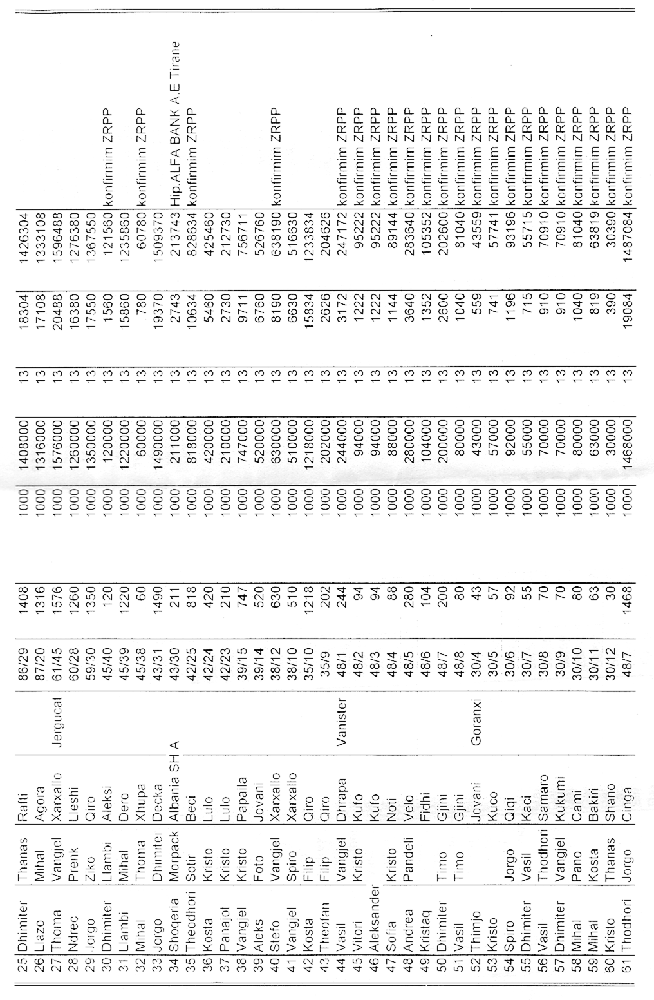 25 Dhimiter Thanas Rafti 86/29 1408 1000 1408000 13 18304 1426304
26 Llazo Mihal Agora 87/20 1316 1000 1316000 13 17108 1333108
27 Thoma Vangjel Xarxallo Jergucat 61/45 1576 1000 1576000 13 20488 1596488
28 Ndrec Prenk Lleshi 60/28 1260 1000 1260000 13 16380 1276380
29 Jorgo Ziko Qiro 59/30 1350 1000 1350000 13 17550 1367550
30 Dhimiter Llambi Aleksi 45/40 120 1000 120000 13 1560 121560 konfirmim ZRPP
31 Llambi Mihal Dero 45/39 1220 1000 1220000 13 15860 1235860
32 Mihal Thoma Xhupa 45/38 60 1000 60000 13 780 60780 konfirmim ZRPP
33 Jorgo Dhimiter Decka 43/31 1490 1000 1490000 13 19370 1509370
34 Shoqeria Morpack Albania SH A 43/30 211 1000 211000 13 2743 213743 Hip.ALFA BANK A.E Tirane
35 Theodhori Sotir Beci 42/25 818 1000 818000 13 10634 828634 konfirmim ZRPP
36 Kosta Kristo Lulo 42/24 420 1000 420000 13 5460 425460
37 Panajot Kristo Lulo 42/23 210 1000 210000 13 2730 212730
38 Vangjel Kristo Papaila 39/15 747 1000 747000 13 9711 756711
39 Aleks Foto Jovani 39/14 520 1000 520000 13 6760 526760
40 Stefo Vangjel Xarxallo 38/12 630 1000 630000 13 8190 638190 konfirmim ZRPP
41 Vangjel Spiro Xarxallo 38/10 510 1000 510000 13 6630 516630
42 Kosta Filip Qiro 35/10 1218 1000 1218000 13 15834 1233834
43 Theofan Filip Qiro 35/9 202 1000 202000 13 2626 204626
44 Vasil Vangjel Dhrapa Vanister 48/1 244 1000 244000 13 3172 247172 konfirmim ZRPP
45 Vitori Kristo Kufo 48/2 94 1000 94000 13 1222 95222 konfirmim ZRPP
46 Aleksander Kufo 48/3 94 1000 94000 13 1222 95222 konfirmim ZRPP
47 Sofia Kristo Noti 48/4 88 1000 88000 13 1144 89144 konfirmim ZRPP
48 Andrea Pandeli Velo 48/5 280 1000 280000 13 3640 283640 konfirmim ZRPP
49 Kristaq Fidhi 48/6 104 1000 104000 13 1352 105352 konfirmim ZRPP
50 Dhimiter Timo Gjini 48/7 200 1000 200000 13 2600 202600 konfirmim ZRPP
51 Vasil Timo Gjini 48/8 80 1000 80000 13 1040 81040 konfirmim ZRPP
52 Thimjo Jovani Goranxi 30/4 43 1000 43000 13 559 43559 konfirmim ZRPP
53 Kristo Kuco 30/5 57 1000 57000 13 741 57741 konfirmim ZRPP
54 Spiro Jorgo Qiqi 30/6 92 1000 92000 13 1196 93196 konfirmim ZRPP
55 Dhimiter Vasil Kaci 30/7 55 1000 55000 13 715 55715 konfirmim ZRPP
56 Vasil Thodhori Samaro 30/8 70 1000 70000 13 910 70910 konfirmim ZRPP
57 Dhimiter Vangjel Kukumi 30/9 70 1000 70000 13 910 70910 konfirmim ZRPP
58 Mihal Pano Cami 30/10 80 1000 80000 13 1040 81040 konfirmim ZRPP
59 Mihal Kosta Bakiri 30/11 63 1000 63000 13 819 63819 konfirmim ZRPP
60 Kristo Thanas Shano 30/12 30 1000 30000 13 390 30390 konfirmim ZRPP
61 Thodhori Jorgo Cinga 48/7 1468 1000 1468000 13 19084 1487084 konfirmim ZRPP